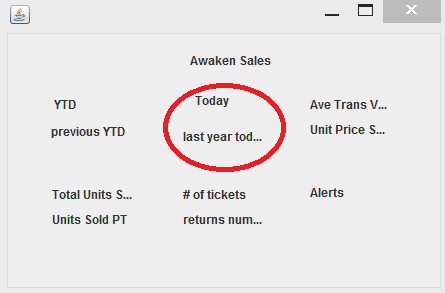 Awaken Sales
YTD
Today
Ave Trans V...
previous YTD
last year tod...
Unit Price S...
Total Units S...
# of tickets
Alerts
Units Sold PT
returns num...